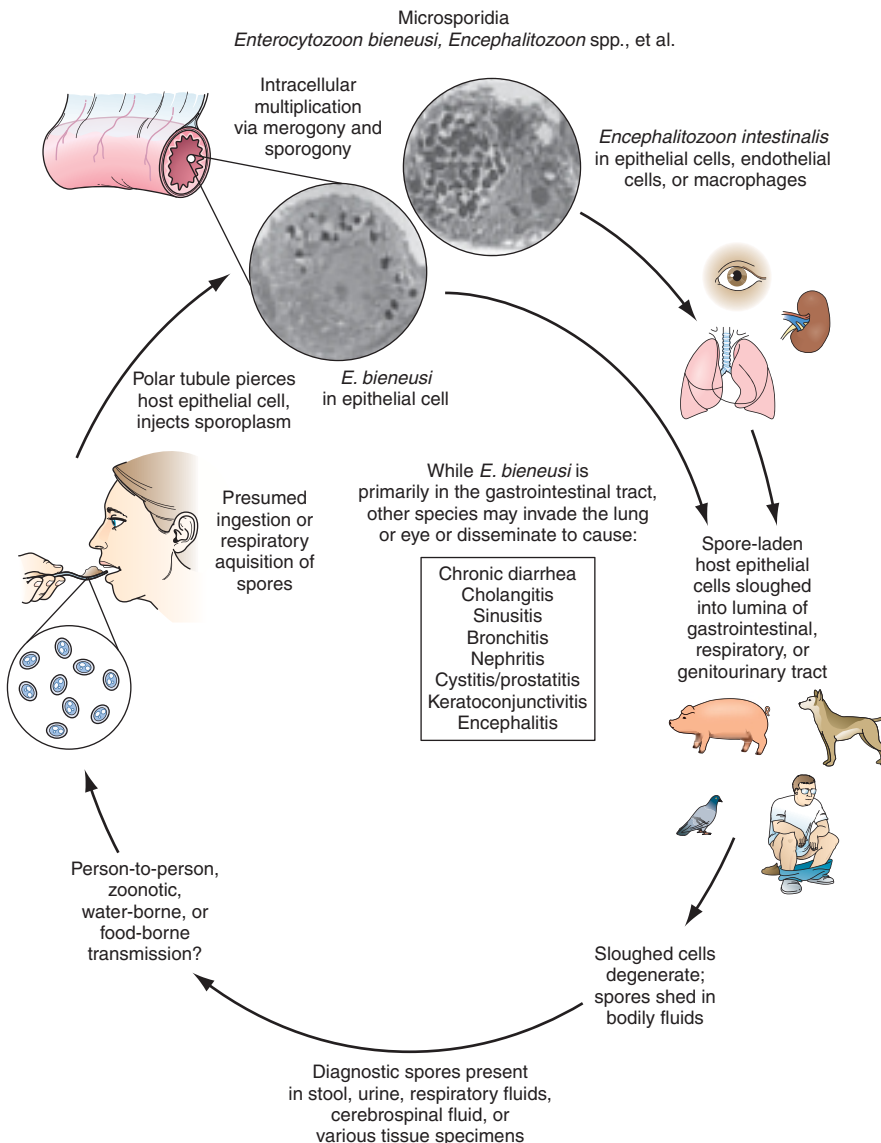 Microsporidia
Enterocytozoon bieneusi, Encephalitozoon spp., et al.
Intracellular
multiplication
via merogony and
sporogony
Encephalitozoon intestinalis
in epithelial cells, endothelial
cells, or macrophages
Polar tubule pierces
host epithelial cell,
injects sporoplasm
E. bieneusi
in epithelial cell
Presumed
ingestion or
respiratory
aquisition of
spores
While E. bieneusi is
primarily in the gastrointestinal tract,
other species may invade the lung
or eye or disseminate to cause:
Chronic diarrhea
Cholangitis
Sinusitis
Bronchitis
Nephritis
Cystitis/prostatitis
Keratoconjunctivitis
Encephalitis
Spore-laden
host epithelial
cells sloughed
into lumina of
gastrointestinal,
respiratory, or
genitourinary tract
Person-to-person,
zoonotic,
water-borne, or
food-borne
transmission?
Sloughed cells
degenerate;
spores shed in
bodily fluids
Diagnostic spores present
in stool, urine, respiratory fluids,
cerebrospinal fluid, or
various tissue specimens